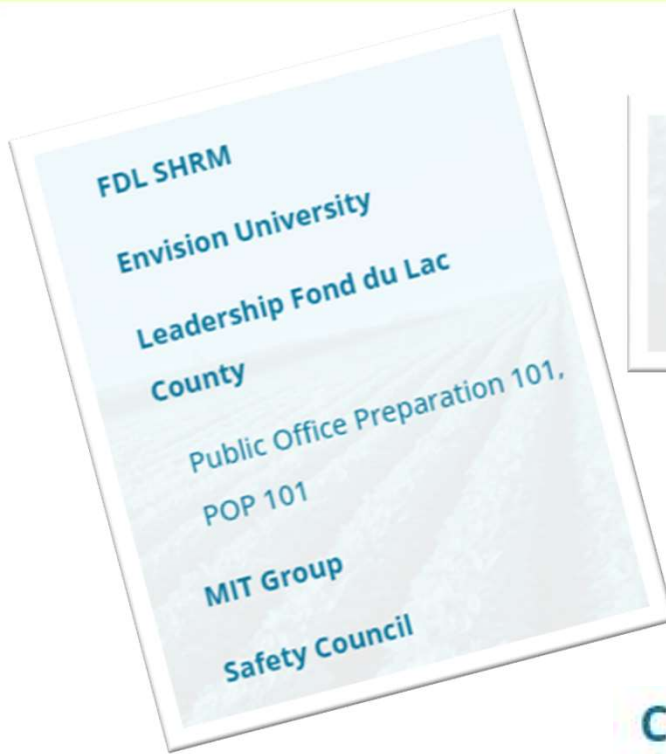 FDL SHRM
Envision University
Leadership Fond du Lac
County
Public Office Preparation 101,
POP 101
MIT Group
Safety Council